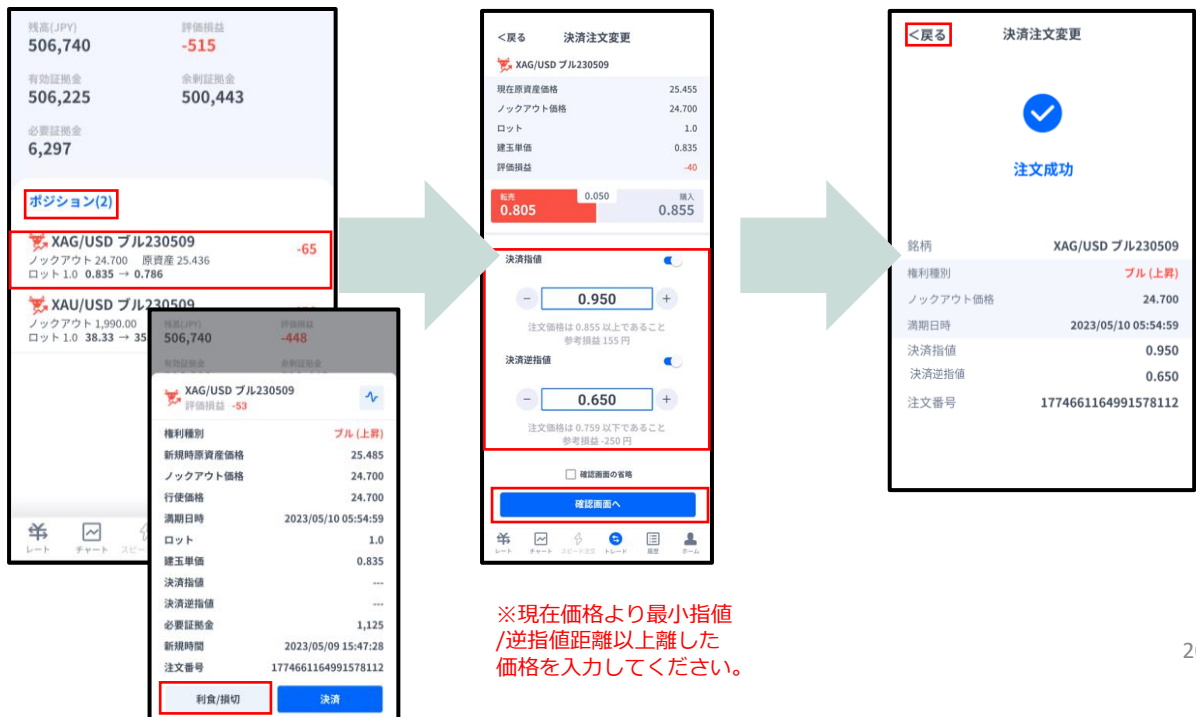 残高(JPY) 評価損益
506,740 -515
有効証拠金 余剰証拠金
506,225 500,443
必要証拠金
6,297
ポジション(2)
XAG/USD ブル230509 -65
ノックアウト 24.700 原資産 25.436
ロット 1.0 0.835 → 0.786
XAU/USD ブル230509
ノックアウト 1,990.00
ロット 1.0 38.33 → 35
レート チャート
残高(JPY) 評価損益
506,740 -448
XAG/USD ブル230509
評価損益 -53
権利種別 ブル (上昇)
新規時原資産価格 25.485
ノックアウト価格 24.700
行使価格 24.700
満期日時 2023/05/10 05:54:59
ロット 1.0
建玉単価 0.835
決済指値 ---
決済逆指値 ---
必要証拠金 1,125
新規時間 2023/05/09 15:47:28
注文番号 1774661164991578112
利食/損切 決済
<戻る 決済注文変更
XAG/USD ブル230509
現在原資産価格 25.455
ノックアウト価格 24.700
ロット 1.0
建玉単価 0.835
評価損益 -40
転売 0.050 購入
0.805 0.855
決済指値
− 0.950 +
注文価格は 0.855 以上であること
参考損益 155 円
決済逆指値
− 0.650 +
注文価格は 0.759 以下であること
参考損益 -250 円
確認画面の省略
確認画面へ
レート チャート スピード注文 トレード 履歴 ホーム
※現在価格より最小指値
/逆指値距離以上離した
価格を入力してください。
<戻る 決済注文変更
注文成功
銘柄 XAG/USD ブル230509
権利種別 ブル (上昇)
ノックアウト価格 24.700
満期日時 2023/05/10 05:54:59
決済指値 0.950
決済逆指値 0.650
注文番号 1774661164991578112